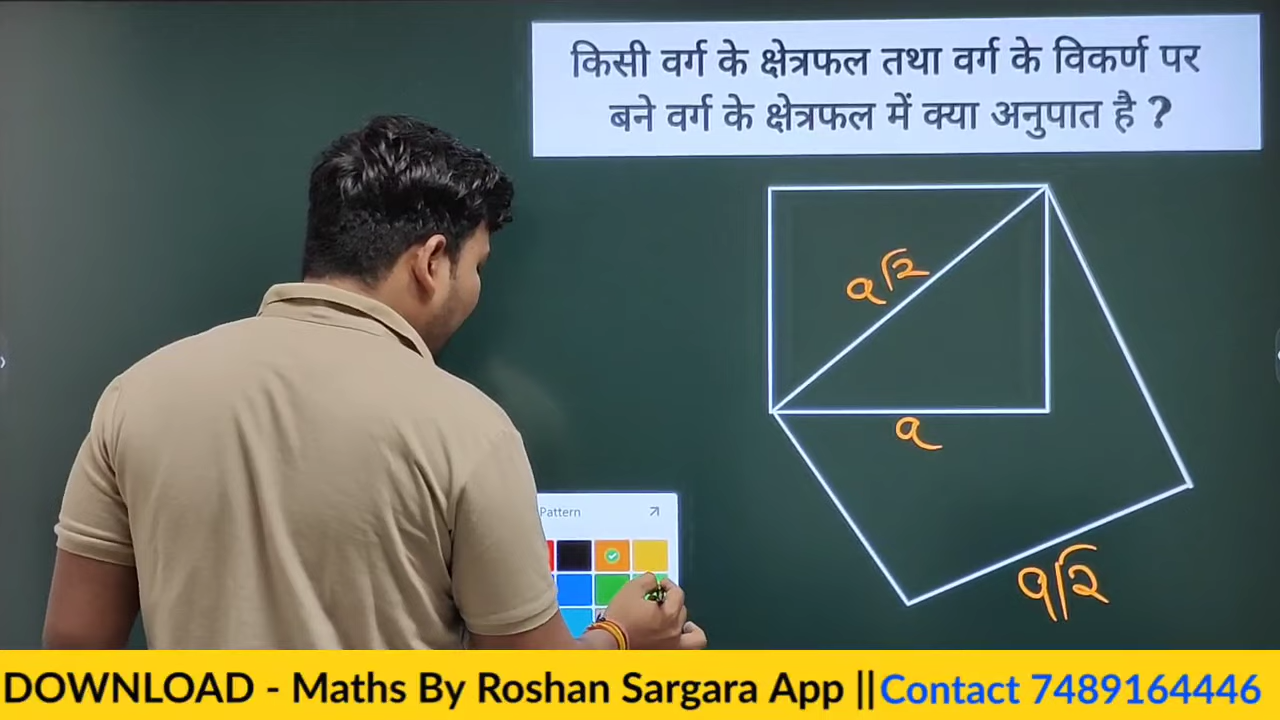 किसी वर्ग के क्षेत्रफल तथा वर्ग के विकर्ण पर
बने वर्ग के क्षेत्रफल में क्या अनुपात है ?
a√2
a
a√2
Pattern
DOWNLOAD - Maths By Roshan Sargara App ||Contact 7489164446